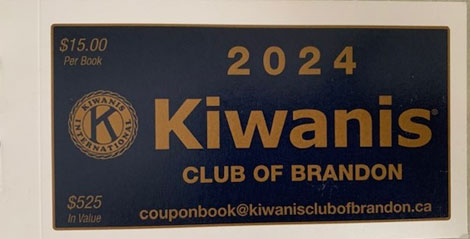 $15.00
Per Book
2024
KIWANIS
K
INTERNATIONAL
Kiwanis®
CLUB OF BRANDON
$525
In Value
couponbook@kiwanisclubofbrandon.ca